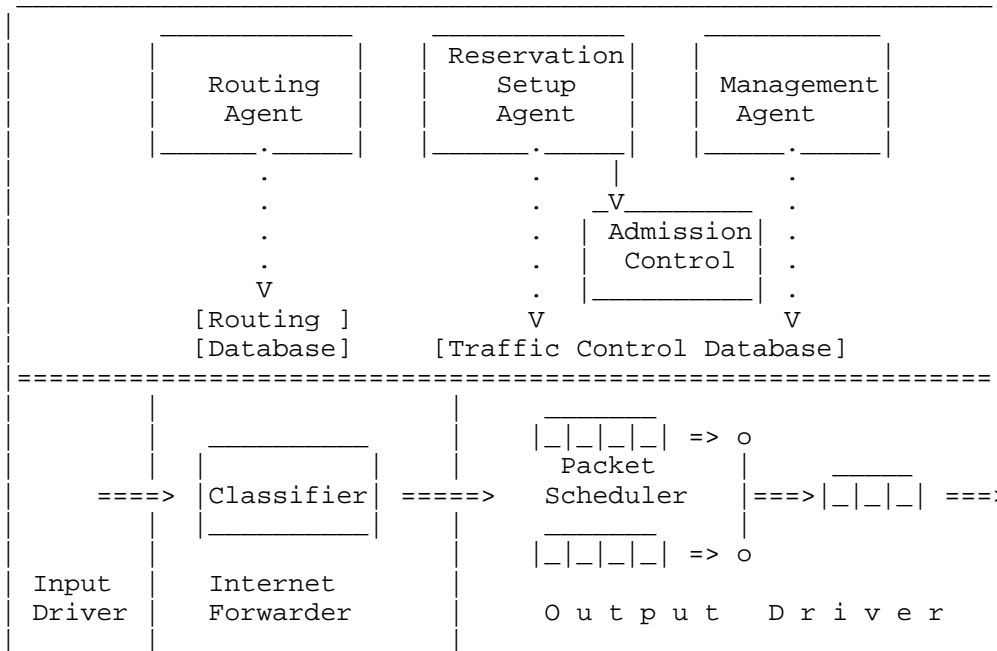 Reservation
Routing Setup Management
Agent Agent Agent
Admission
Control
[Routing ]
[Database] [Traffic Control Database]
Packet
Classifier Scheduler
Input Internet
Driver Forwarder O u t p u t D r i v e r